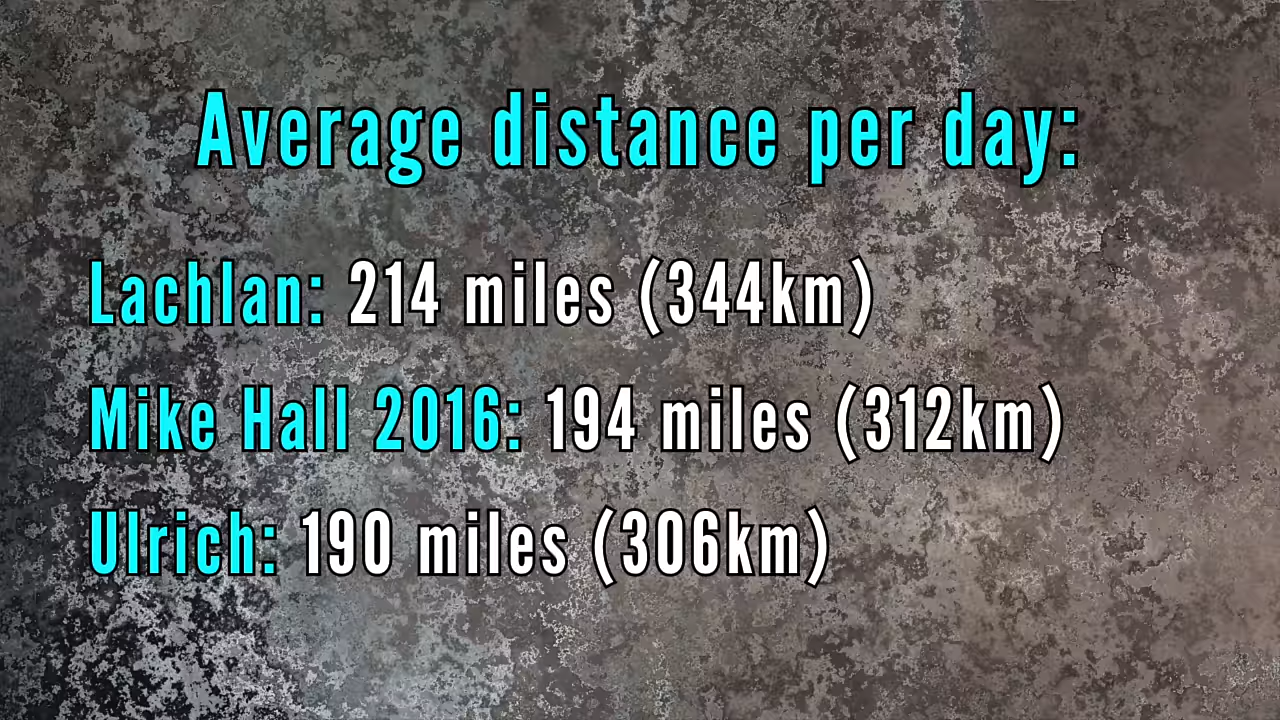 Average distance per day:
Lachlan: 214 miles (344km)
Mike Hall 2016: 194 miles (312km)
Ulrich: 190 miles (306km)